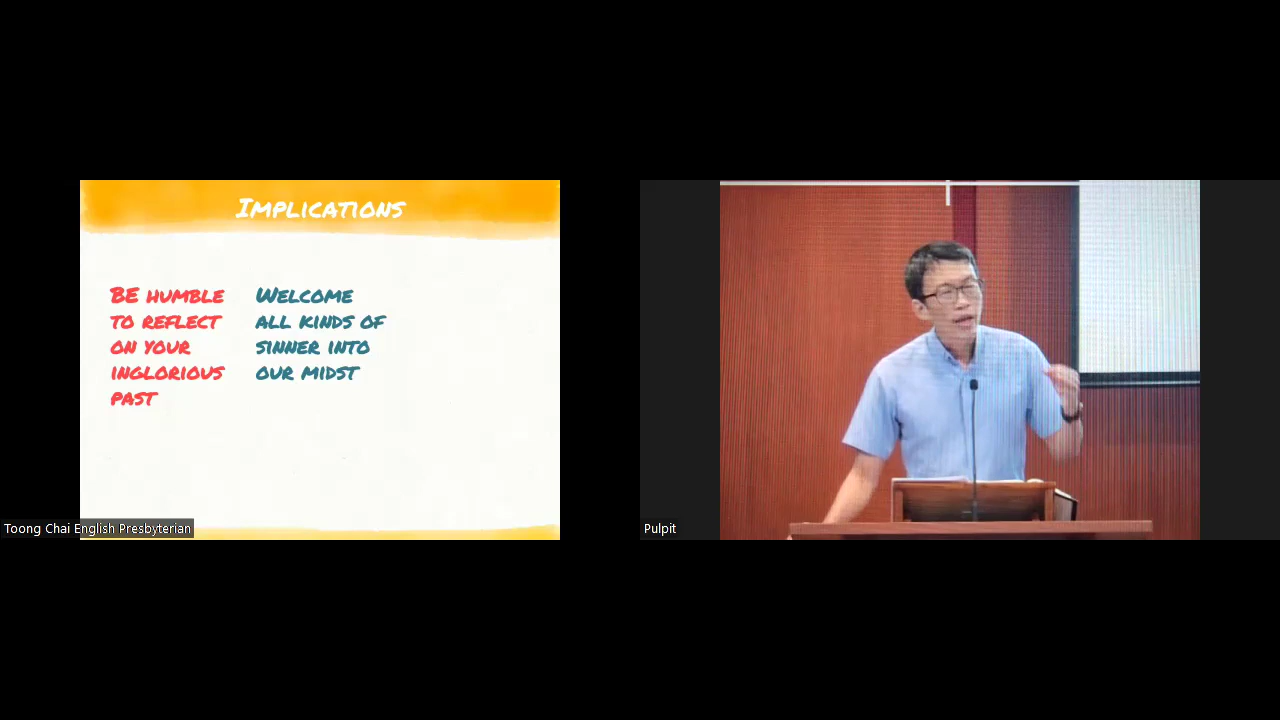 Implications
BE humble
to reflect
on your
inglorious
past
Welcome
all kinds of
sinner into
our midst
Toong Chai English Presbyterian
Pulpit